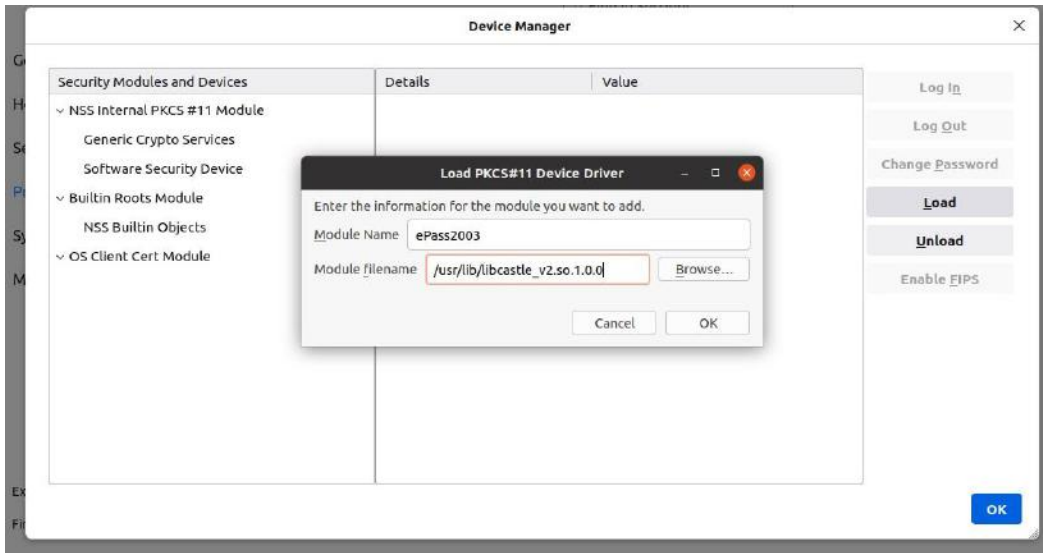 Device Manager
Security Modules and Devices
Details
Value
NSS Internal PKCS #11 Module
Generic Crypto Services
Software Security Device
Builtin Roots Module
NSS Builtin Objects
OS Client Cert Module
Log In
Log Out
Change Password
Load
Unload
Enable FIPS
Load PKCS#11 Device Driver
Enter the information for the module you want to add.
Module Name ePass2003
Module filename /usr/lib/libcastle_v2.so.1.0.0 Browse...
Cancel OK
OK